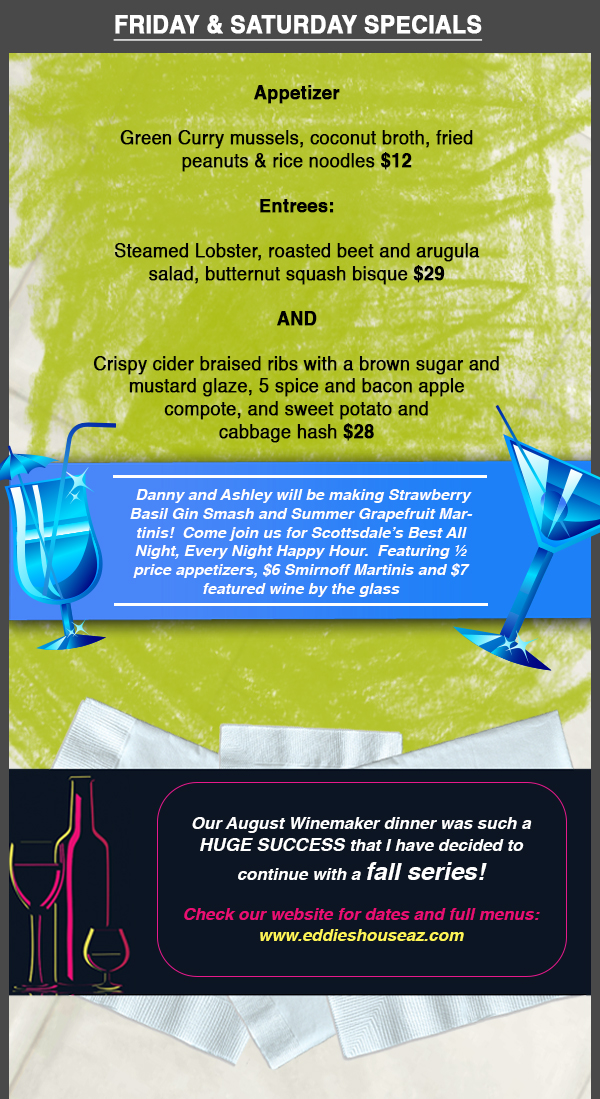 FRIDAY & SATURDAY SPECIALS
Appetizer
Green Curry mussels, coconut broth, fried
peanuts & rice noodles $12
Entrees:
Steamed Lobster, roasted beet and arugula
salad, butternut squash bisque $29
AND
Crispy cider braised ribs with a brown sugar and
mustard glaze, 5 spice and bacon apple
compote, and sweet potato and
cabbage hash $28
Danny and Ashley will be making Strawberry
Basil Gin Smash and Summer Grapefruit Mar-
tinis!  Come join us for Scottsdale's Best All
Night, Every Night Happy Hour.  Featuring ½
price appetizers, $6 Smirnoff Martinis and $7
featured wine by the glass
Our August Winemaker dinner was such a
HUGE SUCCESS that I have decided to
continue with a fall series!
Check our website for dates and full menus:
www.eddieshouseaz.com